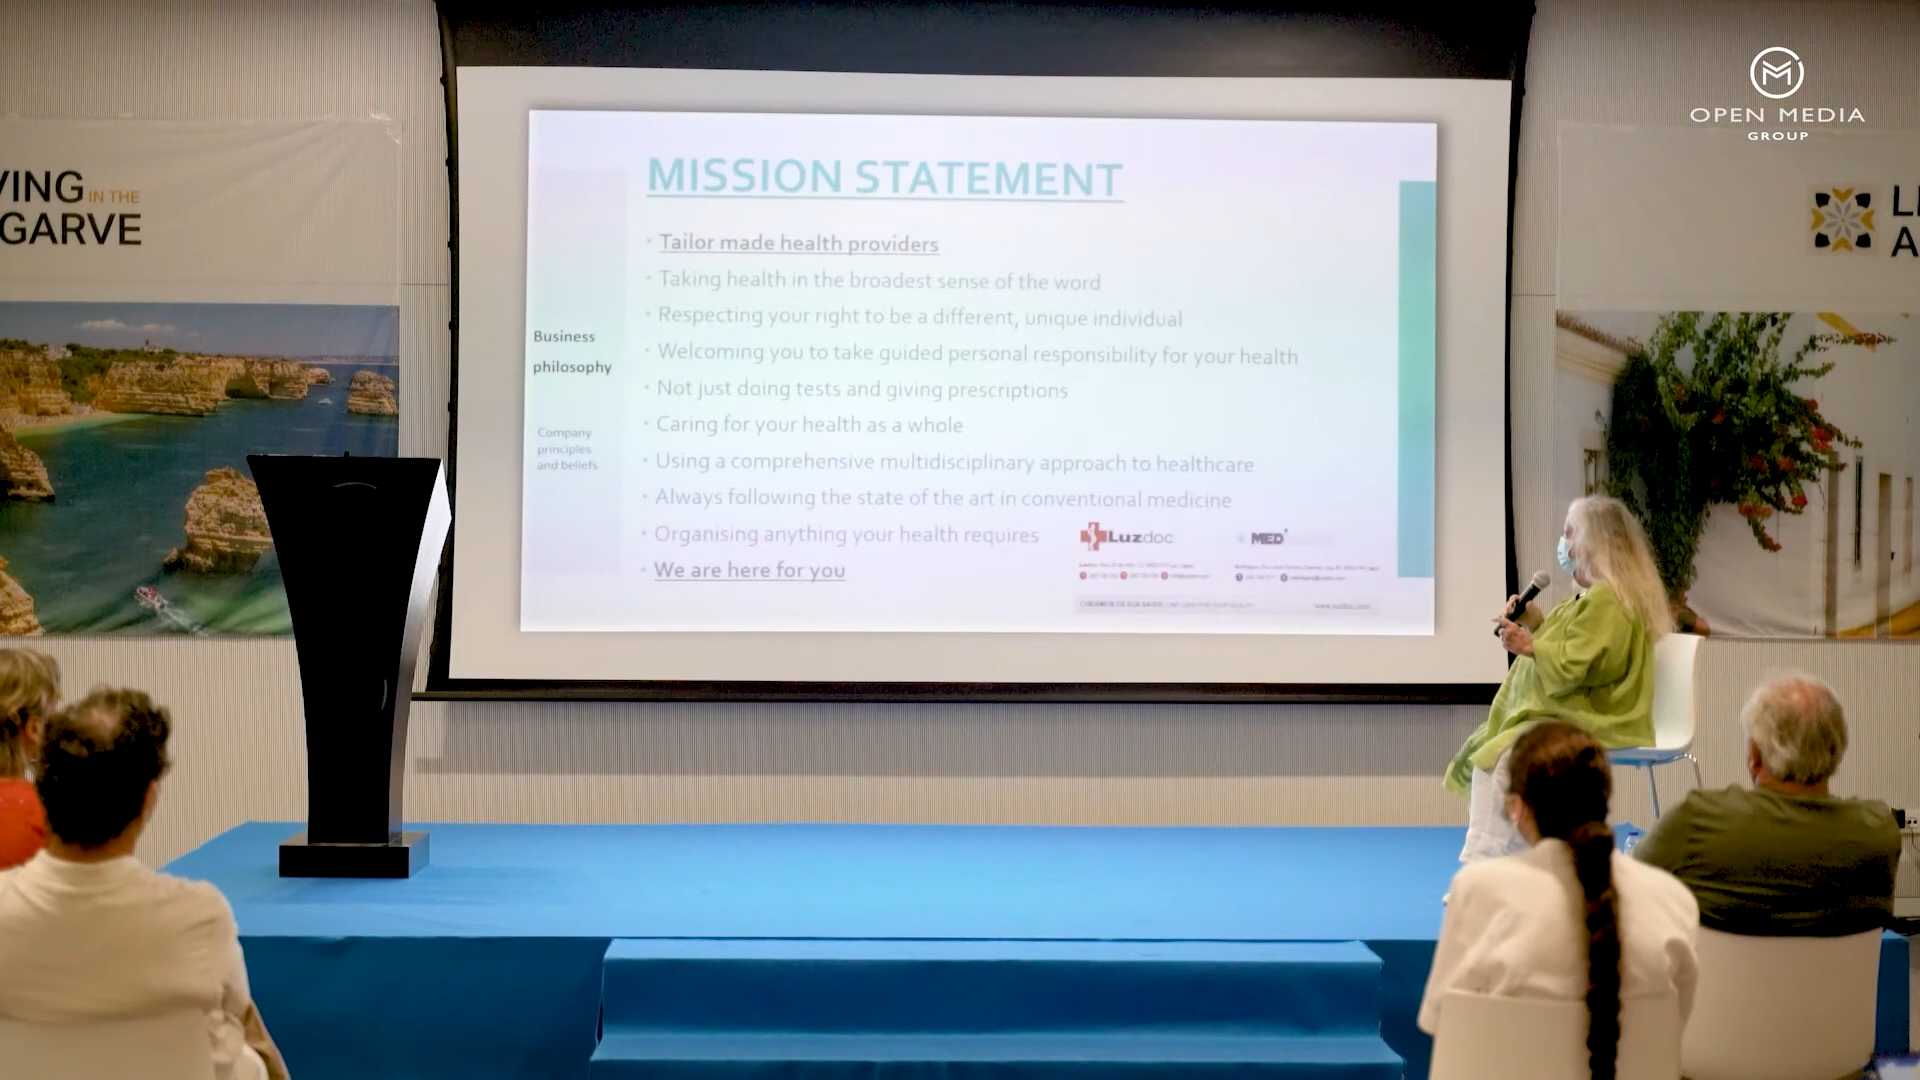 OPEN MEDIA
GROUP
VING IN THE
GARVE
LI
A
MISSION STATEMENT
Business
philosophy
Company
principles
and beliefs
• Tailor made health providers
• Taking health in the broadest sense of the word
• Respecting your right to be a different, unique individual
• Welcoming you to take guided personal responsibility for your health
• Not just doing tests and giving prescriptions
• Caring for your health as a whole
• Using a comprehensive multidisciplinary approach to healthcare
• Always following the state of the art in conventional medicine
• Organising anything your health requires
• We are here for you
Luzdoc
MED
www.luzdoc.com